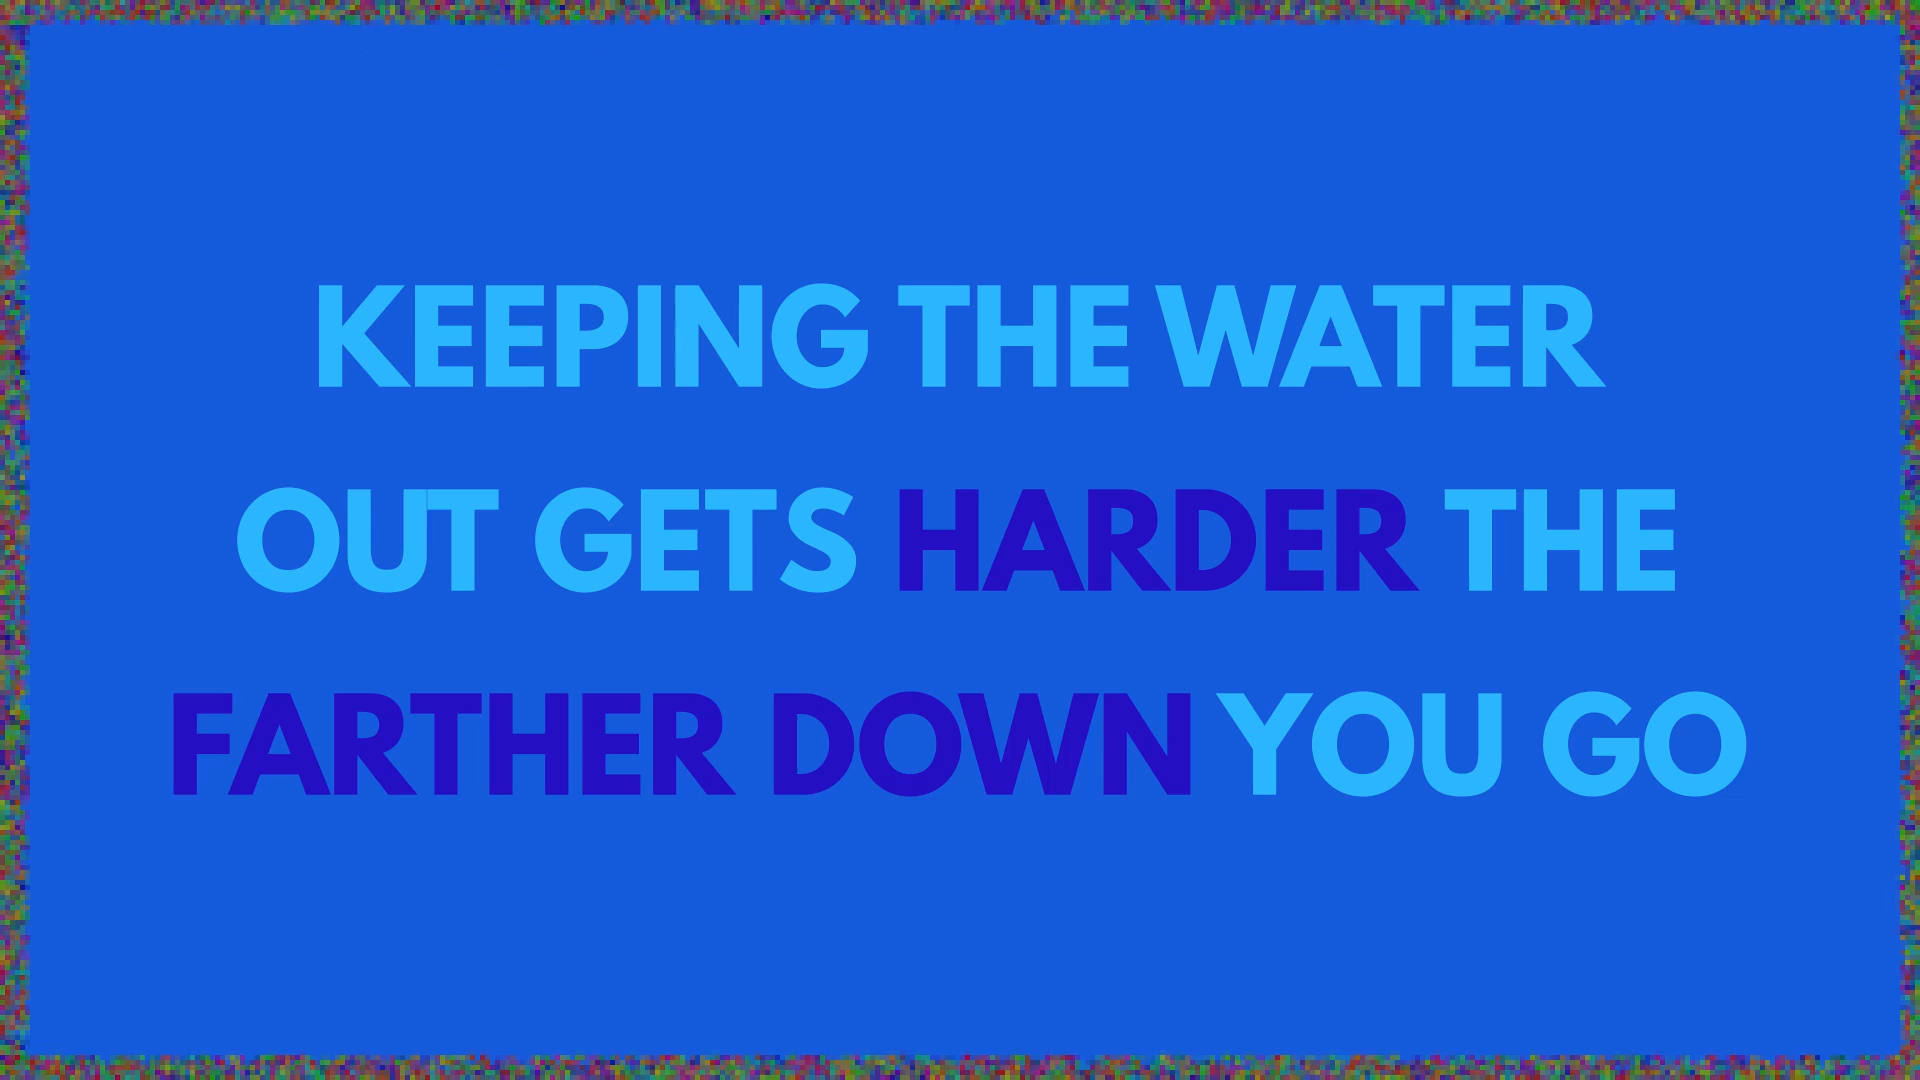 KEEPING THE WATER
OUT GETS HARDER THE
FARTHER DOWN YOU GO